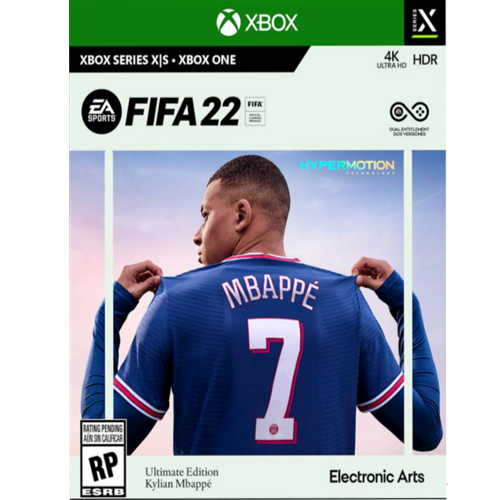 XBOX
SERIES X
XBOX SERIES X|S • XBOX ONE
4K
ULTRA HD
HDR
EA
SPORTS
FIFA 22
FIFA
DUAL ENTITLEMENT
DOS VERSIONES
HYPERMOTION
TECHNOLOGY
MBAPPÉ
7
RATING PENDING
AÚN SIN CALIFICAR
RP
ESRB
Ultimate Edition
Kylian Mbappé
Electronic Arts